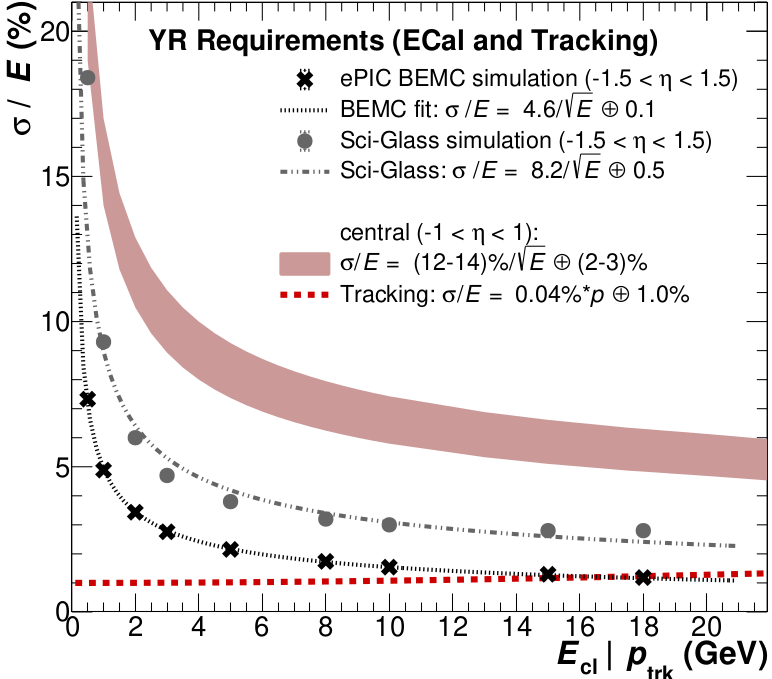 YR Requirements (ECal and Tracking)
ePIC BEMC simulation (-1.5 < η < 1.5)
BEMC fit: σ /E = 4.6/√E ⊕ 0.1
Sci-Glass simulation (-1.5 < η < 1.5)
Sci-Glass: σ /E = 8.2/√E ⊕ 0.5
central (-1 < η < 1):
σ/E = (12-14)%/√E ⊕ (2-3)%
Tracking: σ/E = 0.04%*p ⊕ 1.0%
σ / E (%)
20
15
10
5
0
0 2 4 6 8 10 12 14 16 18 20
E_cl | p_trk (GeV)